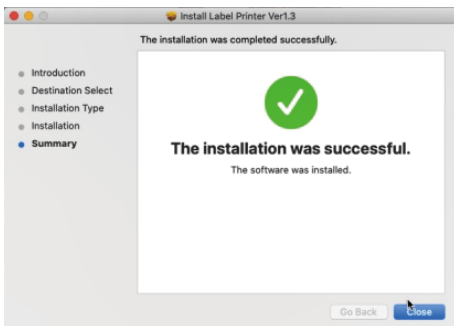 Install Label Printer Ver1.3
The installation was completed successfully.
Introduction
Destination Select
Installation Type
Installation
Summary
The installation was successful.
The software was installed.
Go Back
Close